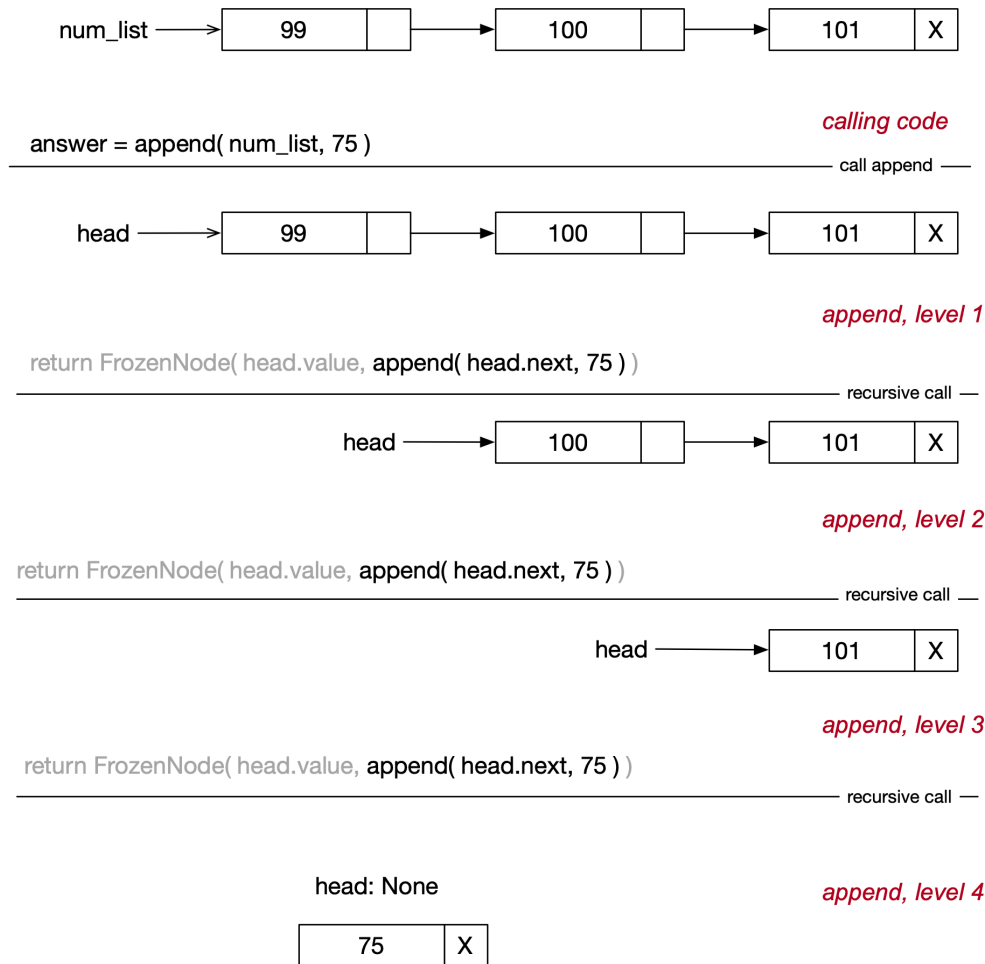 num_list 99 100 101 X
calling code
answer = append( num_list, 75 )
call append
head 99 100 101 X
append, level 1
return FrozenNode( head.value, append( head.next, 75 ) )
recursive call
head 100 101 X
append, level 2
return FrozenNode( head.value, append( head.next, 75 ) )
recursive call
head 101 X
append, level 3
return FrozenNode( head.value, append( head.next, 75 ) )
recursive call
head: None
append, level 4
75 X